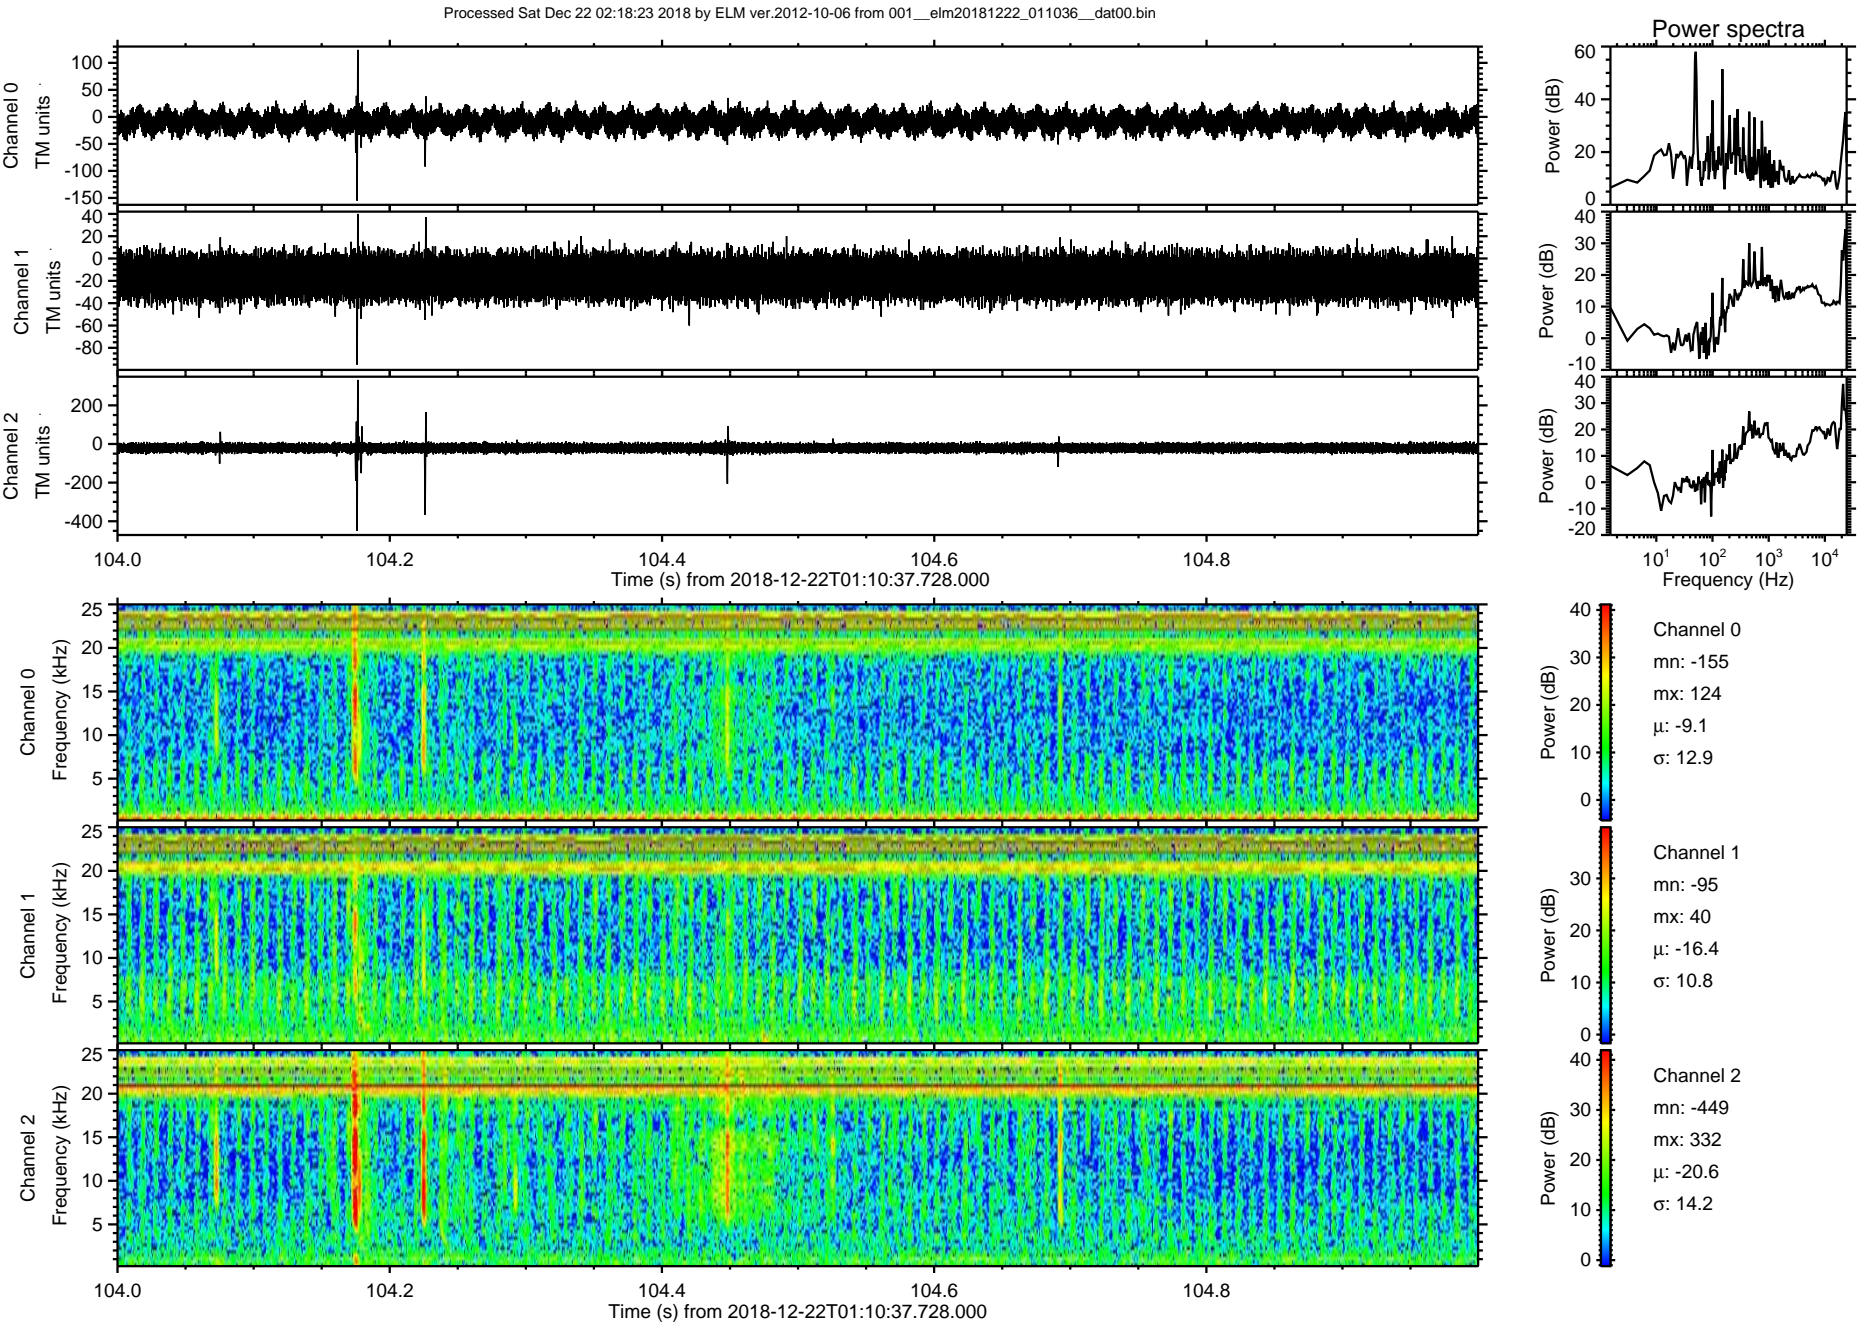 Processed Sat Dec 22 02:18:23 2018 by ELM ver.2012-10-06 from 001__elm20181222_011036__dat00.bin
Power spectra
Channel 0
TM units
100
50
0
-50
-100
-150
Power (dB)
60
40
20
0
Channel 1
TM units
40
20
0
-20
-40
-60
-80
Power (dB)
40
30
20
10
0
-10
Channel 2
TM units
200
0
-200
-400
Power (dB)
40
30
20
10
0
-10
-20
104.0 104.2 104.4 104.6 104.8
Time (s) from 2018-12-22T01:10:37.728.000
10^1 10^2 10^3 10^4
Frequency (Hz)
Channel 0
Frequency (kHz)
25
20
15
10
5
Power (dB)
40
30
20
10
0
Channel 0
mn: -155
mx: 124
μ: -9.1
σ: 12.9
Channel 1
Frequency (kHz)
25
20
15
10
5
Power (dB)
30
20
10
0
Channel 1
mn: -95
mx: 40
μ: -16.4
σ: 10.8
Channel 2
Frequency (kHz)
25
20
15
10
5
Power (dB)
40
30
20
10
0
Channel 2
mn: -449
mx: 332
μ: -20.6
σ: 14.2
104.0 104.2 104.4 104.6 104.8
Time (s) from 2018-12-22T01:10:37.728.000